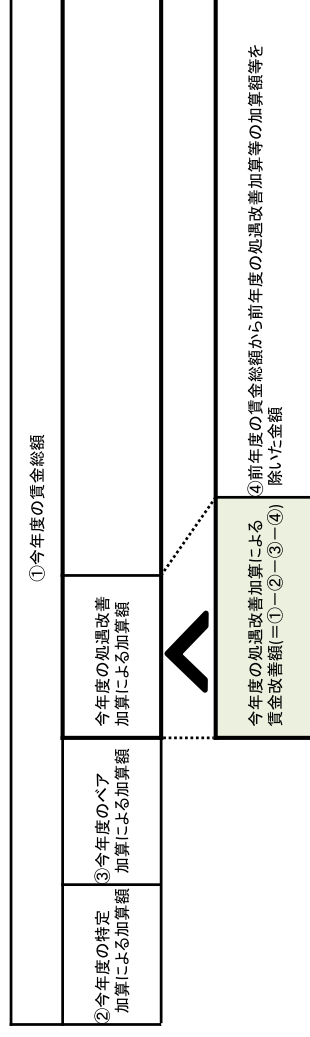 ①今年度の賃金総額
②今年度の特定
加算による加算額
③今年度のベア
加算による加算額
今年度の処遇改善
加算による加算額
今年度の処遇改善加算による
賃金改善額(=①-②-③-④)
④前年度の賃金総額から前年度の処遇改善加算等の加算額等を
除いた金額